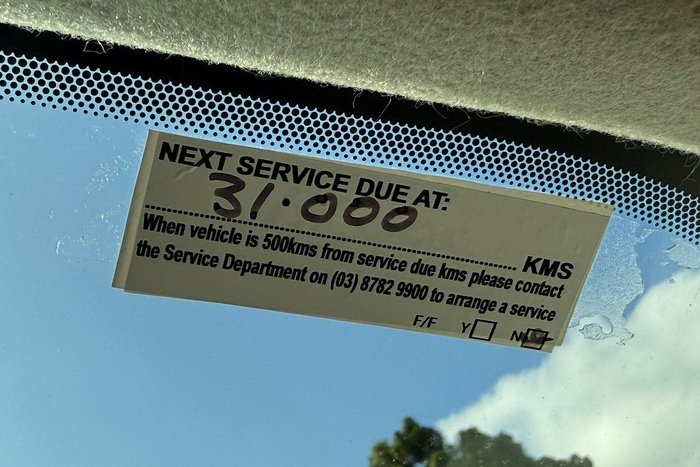 NEXT SERVICE DUE AT:
31.000
KMS
When vehicle is 500kms from service due kms please contact
the Service Department on (03) 8782 9900 to arrange a service
F/F Y N